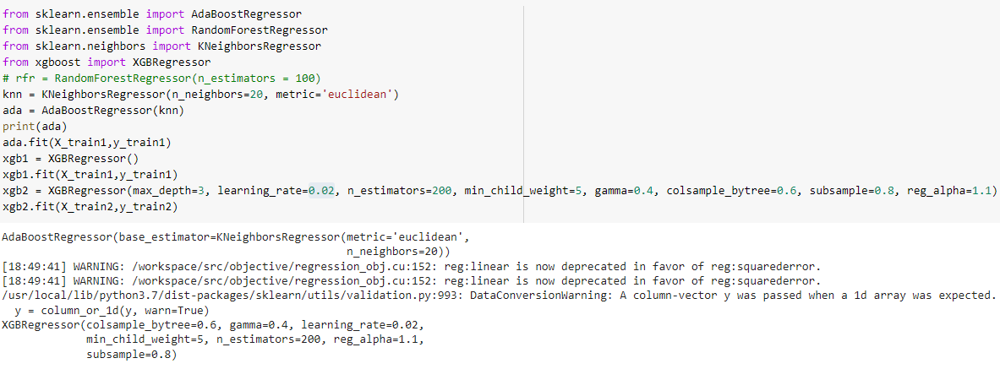 from sklearn.ensemble import AdaBoostRegressor
from sklearn.ensemble import RandomForestRegressor
from sklearn.neighbors import KNeighborsRegressor
from xgboost import XGBRegressor
# rfr = RandomForestRegressor(n_estimators = 100)
knn = KNeighborsRegressor(n_neighbors=20, metric='euclidean')
ada = AdaBoostRegressor(knn)
print(ada)
ada.fit(X_train1,y_train1)
xgb1 = XGBRegressor()
xgb1.fit(X_train1,y_train1)
xgb2 = XGBRegressor(max_depth=3, learning_rate=0.02, n_estimators=200, min_child_weight=5, gamma=0.4, colsample_bytree=0.6, subsample=0.8, reg_alpha=1.1)
xgb2.fit(X_train2,y_train2)
AdaBoostRegressor(base_estimator=KNeighborsRegressor(metric='euclidean',
n_neighbors=20))
[18:49:41] WARNING: /workspace/src/objective/regression_obj.cu:152: reg:linear is now deprecated in favor of reg:squarederror.
[18:49:41] WARNING: /workspace/src/objective/regression_obj.cu:152: reg:linear is now deprecated in favor of reg:squarederror.
/usr/local/lib/python3.7/dist-packages/sklearn/utils/validation.py:993: DataConversionWarning: A column-vector y was passed when a 1d array was expected.
y = column_or_1d(y, warn=True)
XGBRegressor(colsample_bytree=0.6, gamma=0.4, learning_rate=0.02,
min_child_weight=5, n_estimators=200, reg_alpha=1.1,
subsample=0.8)